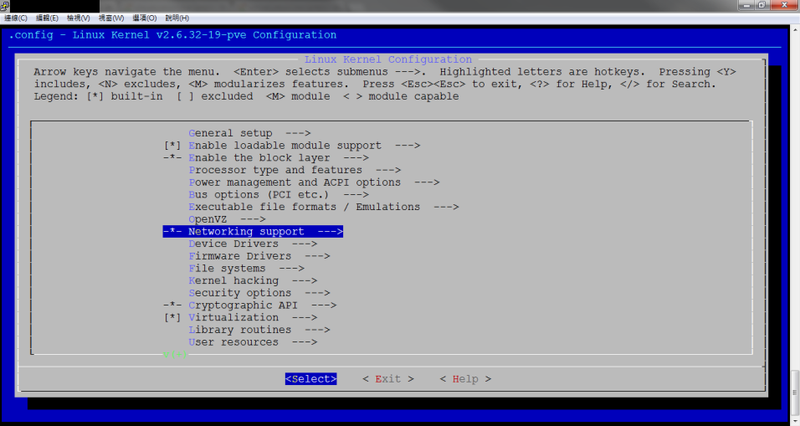 連線(C) 編輯(E) 檢視(V) 視窗(W) 選項(O) 說明(H)
.config - Linux Kernel v2.6.32-19-pve Configuration
Linux Kernel Configuration
Arrow keys navigate the menu. <Enter> selects submenus --->. Highlighted letters are hotkeys. Pressing <Y>
includes, <N> excludes, <M> modularizes features. Press <Esc><Esc> to exit, <?> for Help, </> for Search.
Legend: [*] built-in [ ] excluded <M> module < > module capable
General setup --->
[*] Enable loadable module support --->
-*- Enable the block layer --->
Processor type and features --->
Power management and ACPI options --->
Bus options (PCI etc.) --->
Executable file formats / Emulations --->
OpenVZ --->
-*- Networking support --->
Device Drivers --->
Firmware Drivers --->
File systems --->
Kernel hacking --->
Security options --->
-*- Cryptographic API --->
[*] Virtualization --->
Library routines --->
User resources --->
<Select> < Exit > < Help >